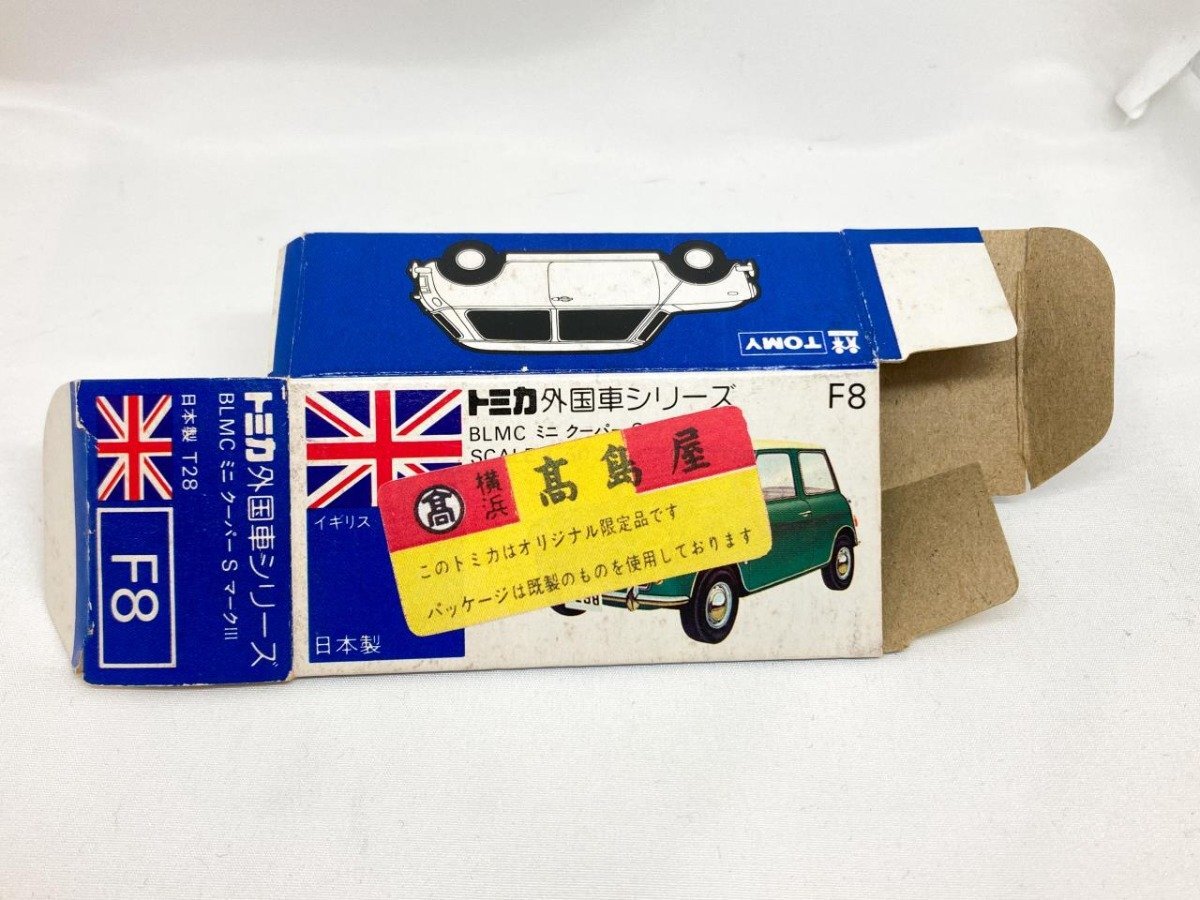 TOMY
トミカ 外国車シリーズ
F8
BLMC ミニ クーパー
イギリス
日本製
高
横浜
髙島屋
このトミカはオリジナル限定品です
パッケージは既製のものを使用しております
トミカ 外国車シリーズ
BLMC ミニ クーパー S マークIII
日本製 T28
F8